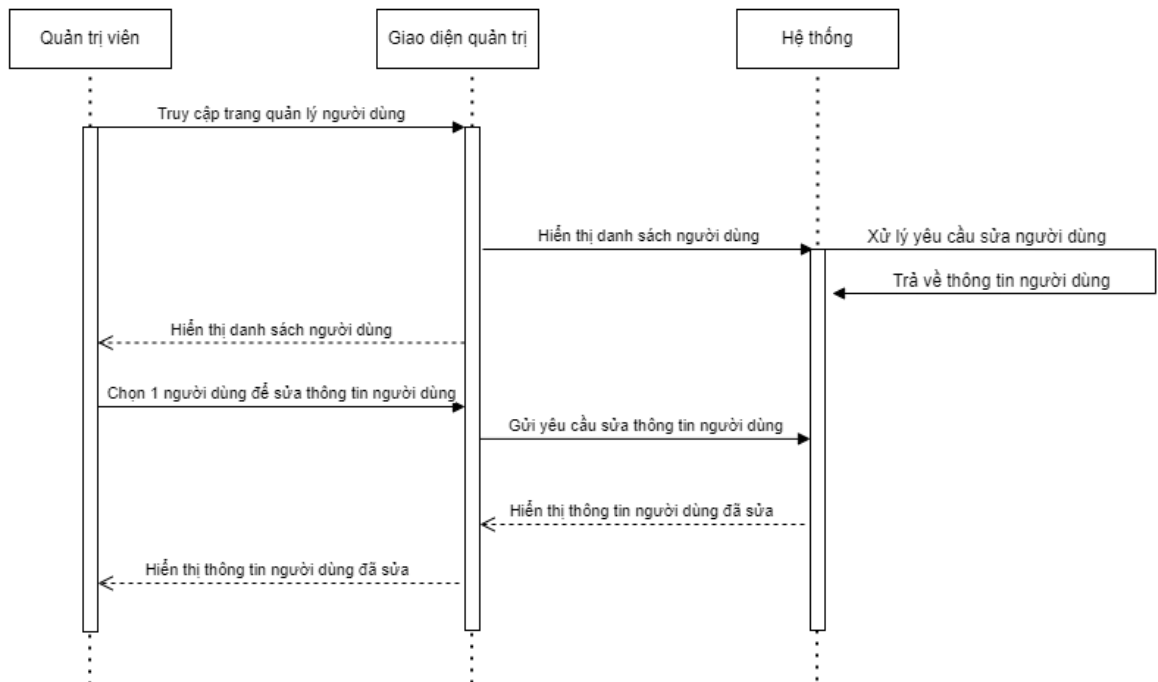 Quản trị viên
Giao diện quản trị
Hệ thống
Truy cập trang quản lý người dùng
Hiển thị danh sách người dùng
Xử lý yêu cầu sửa người dùng
Trả về thông tin người dùng
Hiển thị danh sách người dùng
Chọn 1 người dùng để sửa thông tin người dùng
Gửi yêu cầu sửa thông tin người dùng
Hiển thị thông tin người dùng đã sửa
Hiển thị thông tin người dùng đã sửa